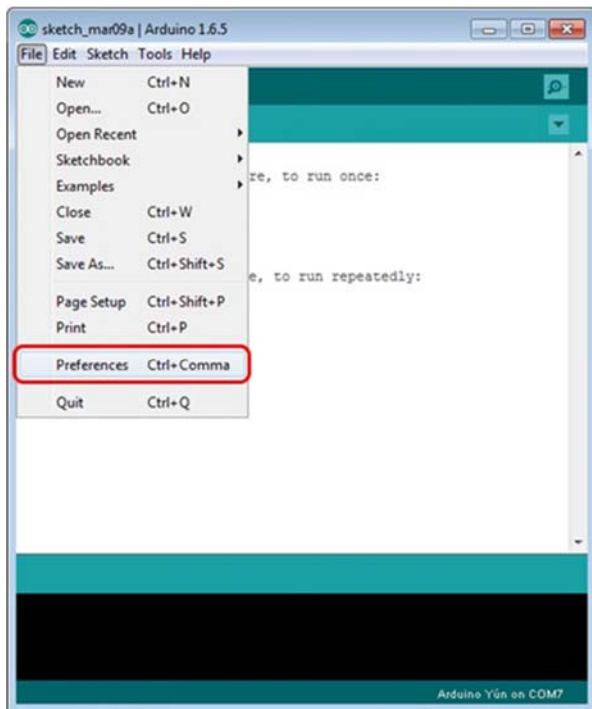 sketch_mar09a | Arduino 1.6.5
File Edit Sketch Tools Help
New Ctrl+N
Open... Ctrl+O
Open Recent
Sketchbook
Examples
re, to run once:
Close Ctrl+W
Save Ctrl+S
Save As... Ctrl+Shift+S
e, to run repeatedly:
Page Setup Ctrl+Shift+P
Print Ctrl+P
Preferences Ctrl+Comma
Quit Ctrl+Q
Arduino Yún on COM7